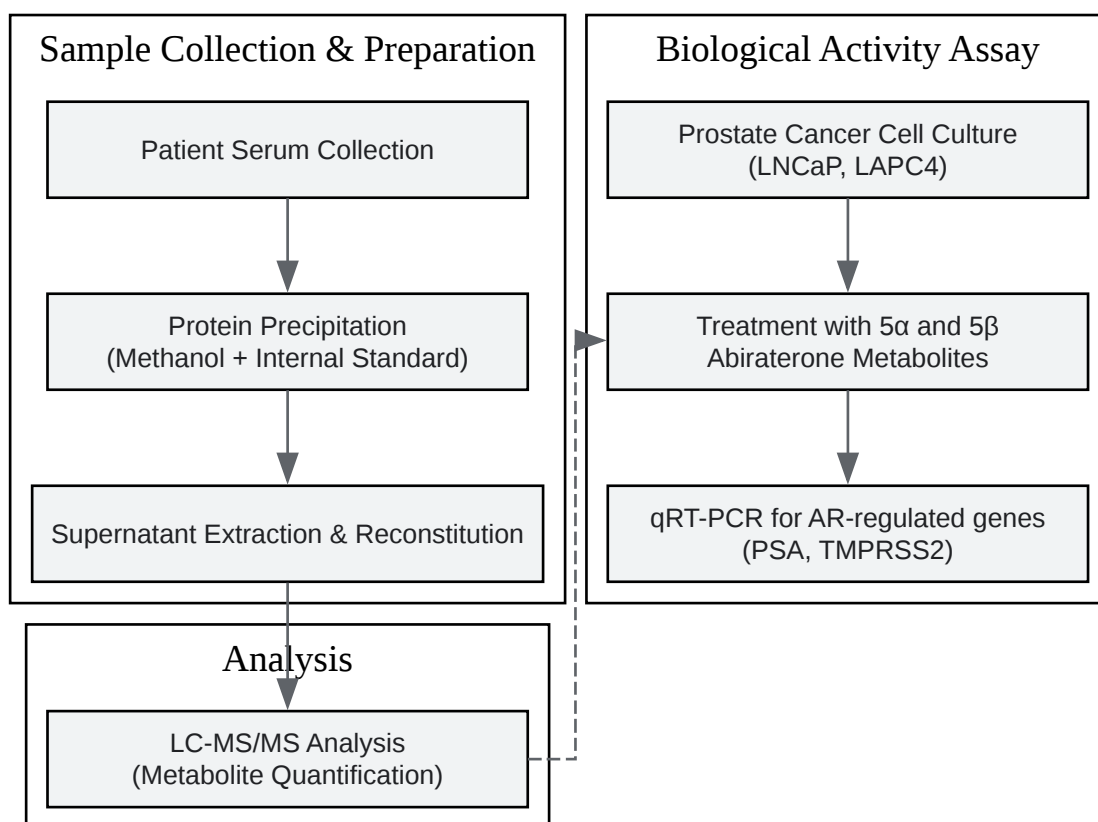 Sample Collection & Preparation
Patient Serum Collection
Protein Precipitation
(Methanol + Internal Standard)
Supernatant Extraction & Reconstitution
Analysis
LC-MS/MS Analysis
(Metabolite Quantification)
Biological Activity Assay
Prostate Cancer Cell Culture
(LNCaP, LAPC4)
Treatment with 5α and 5β
Abiraterone Metabolites
qRT-PCR for AR-regulated genes
(PSA, TMPRSS2)